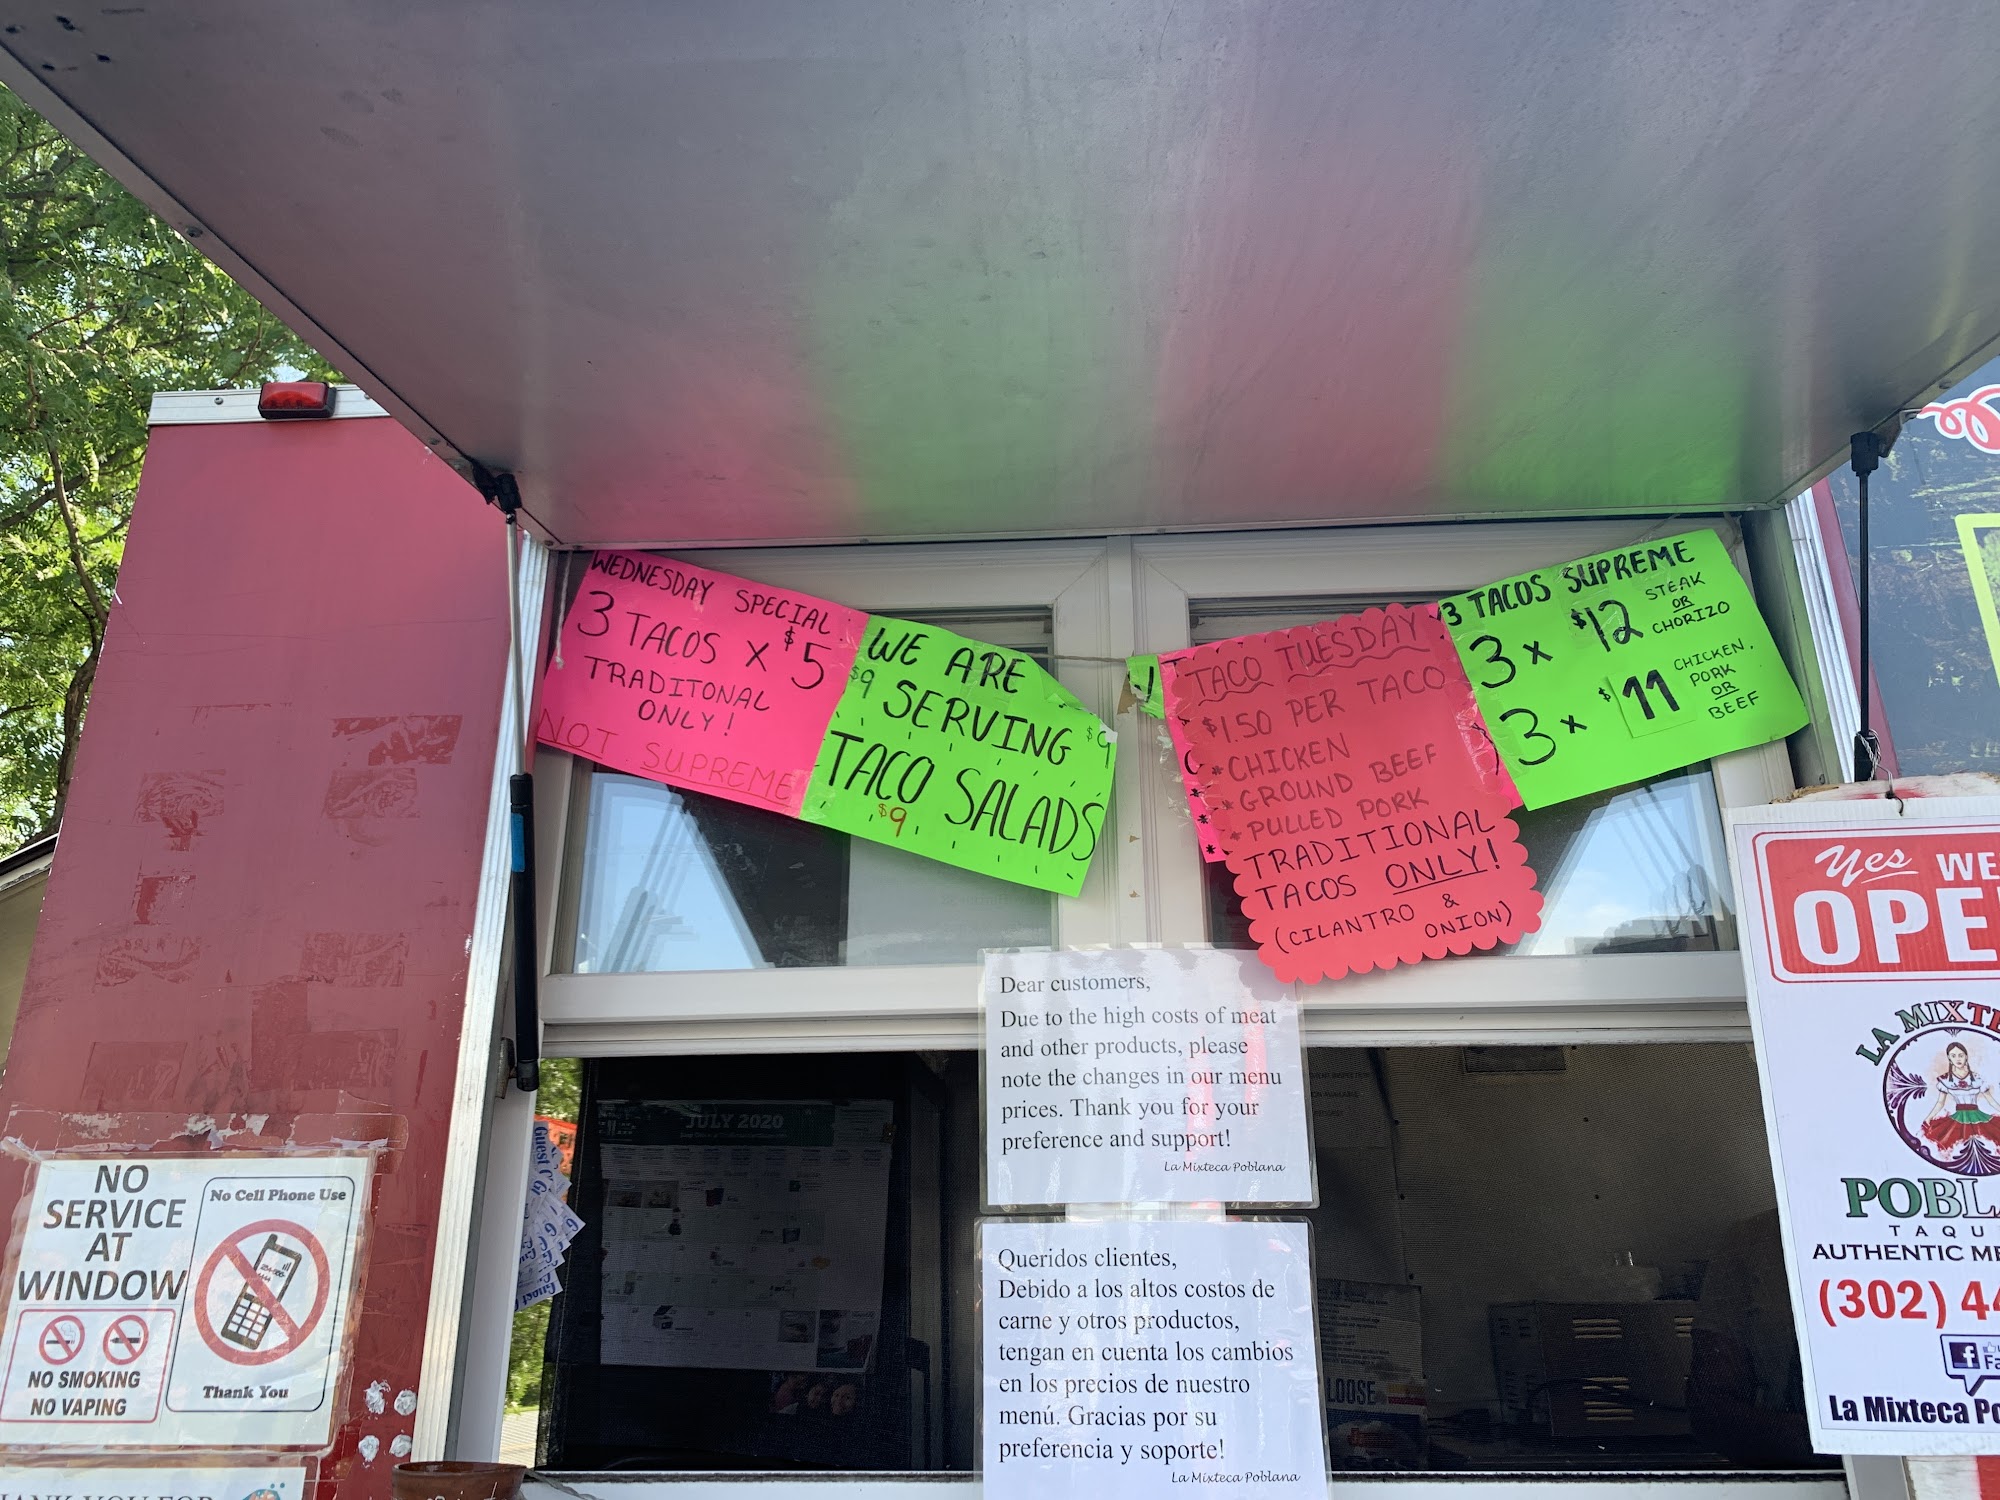 WEDNESDAY SPECIAL:
3 TACOS X $5
TRADITONAL
ONLY!
NOT SUPREME
WE ARE
$9 SERVING $9
TACO SALADS
$9
TACO TUESDAY
$1.50 PER TACO
*CHICKEN
*GROUND BEEF
*PULLED PORK
TRADITIONAL
TACOS ONLY!
(CILANTRO &
ONION)
3 TACOS SUPREME
3 x $12 STEAK
OR
CHORIZO
3 x $11 CHICKEN,
PORK
OR
BEEF
Dear customers,
Due to the high costs of meat
and other products, please
note the changes in our menu
prices. Thank you for your
preference and support!
La Mixteca Poblana
Queridos clientes,
Debido a los altos costos de
carne y otros productos,
tengan en cuenta los cambios
en los precios de nuestro
menú. Gracias por su
preferencia y soporte!
La Mixteca Poblana
JULY 2020
NO
SERVICE
AT
WINDOW
NO SMOKING
NO VAPING
No Cell Phone Use
Thank You
Yes WE
OPE
LA MIXTE
POBL
TAQU
AUTHENTIC ME
(302) 44
La Mixteca Po
LOOSE